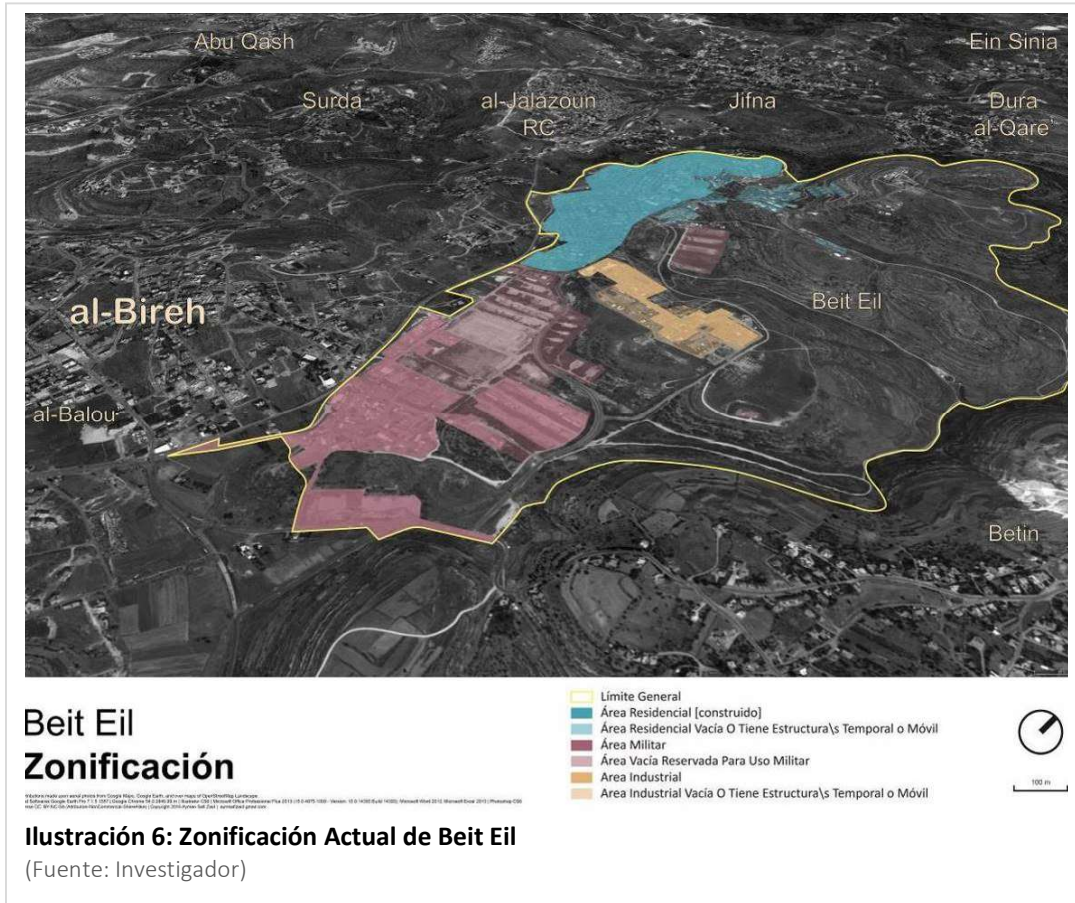 Abu Qash
Ein Sinia
Surda
al-Jalazoun
RC
Jifna
Dura
al-Qare'
al-Bireh
Beit Eil
al-Balou'
Betin
Beit Eil
Zonificación
Límite General
Área Residencial [construido]
Área Residencial Vacía O Tiene Estructura\s Temporal o Móvil
Área Militar
Área Vacía Reservada Para Uso Militar
Area Industrial
Area Industrial Vacía O Tiene Estructura\s Temporal o Móvil
100 m
Ilustración 6: Zonificación Actual de Beit Eil
(Fuente: Investigador)